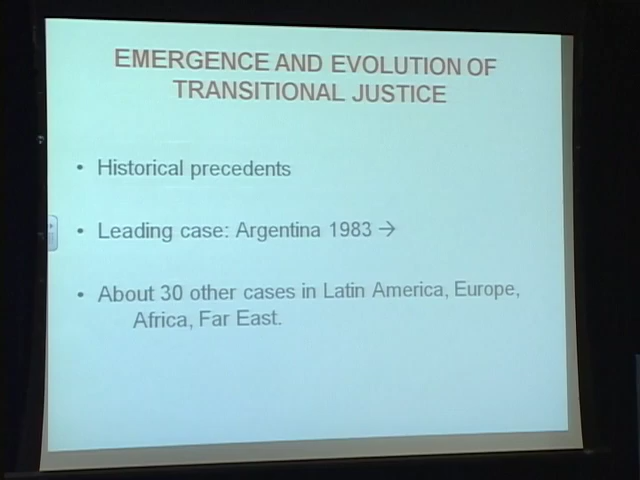 EMERGENCE AND EVOLUTION OF
TRANSITIONAL JUSTICE
• Historical precedents
• Leading case: Argentina 1983 →
• About 30 other cases in Latin America, Europe,
Africa, Far East.